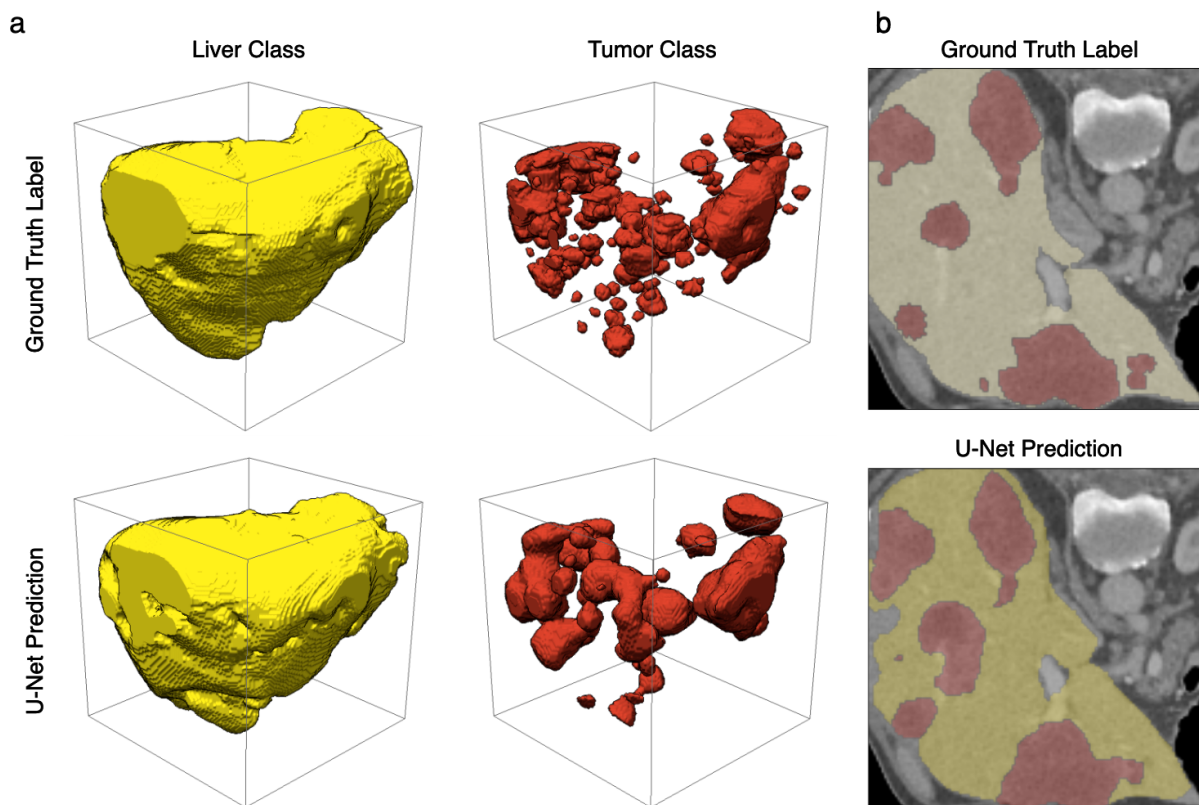 a
Liver Class
Tumor Class
Ground Truth Label
U-Net Prediction
b
Ground Truth Label
U-Net Prediction